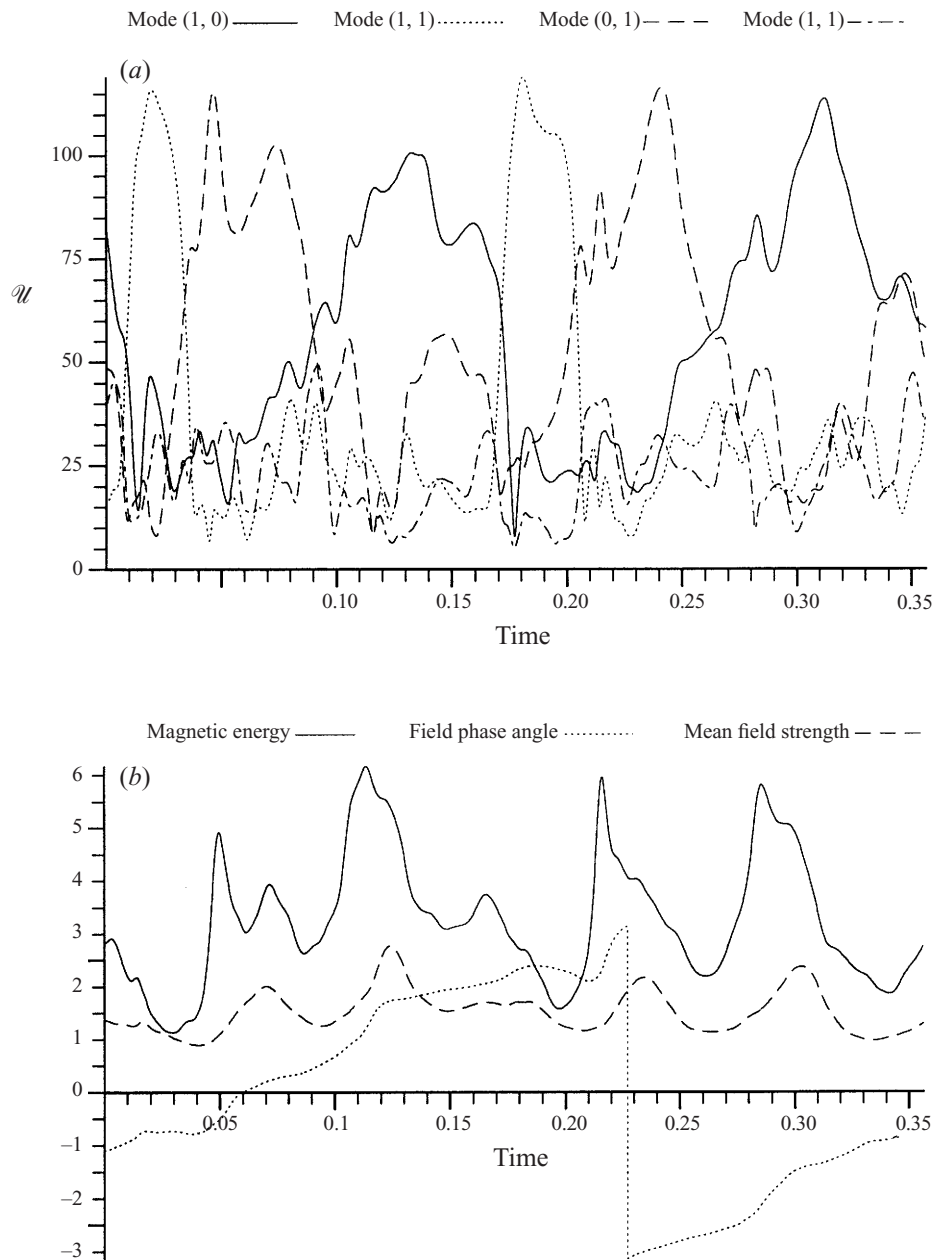 Mode (1, 0) Mode (1, 1) Mode (0, 1) Mode (1, 1)
(a)
100
75
𝒰
50
25
0
0.10 0.15 0.20 0.25 0.30 0.35
Time
Magnetic energy Field phase angle Mean field strength
(b)
6
5
4
3
2
1
0
0.05 0.1 0.15 0.20 0.25 0.30 0.35
–1
Time
–2
–3